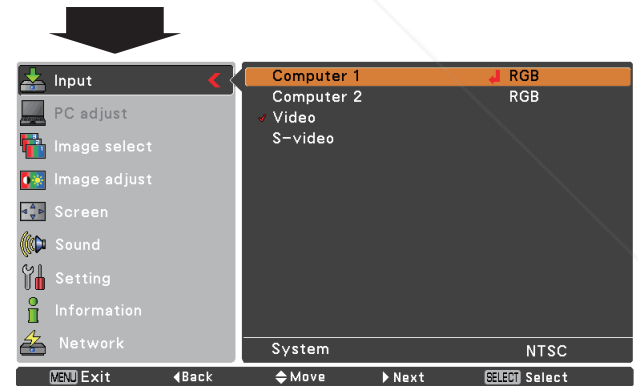 Input
PC adjust
Image select
Image adjust
Screen
Sound
Setting
Information
Network
Computer 1 RGB
Computer 2 RGB
Video
S-video
System NTSC
MENU Exit Back Move Next SELECT Select